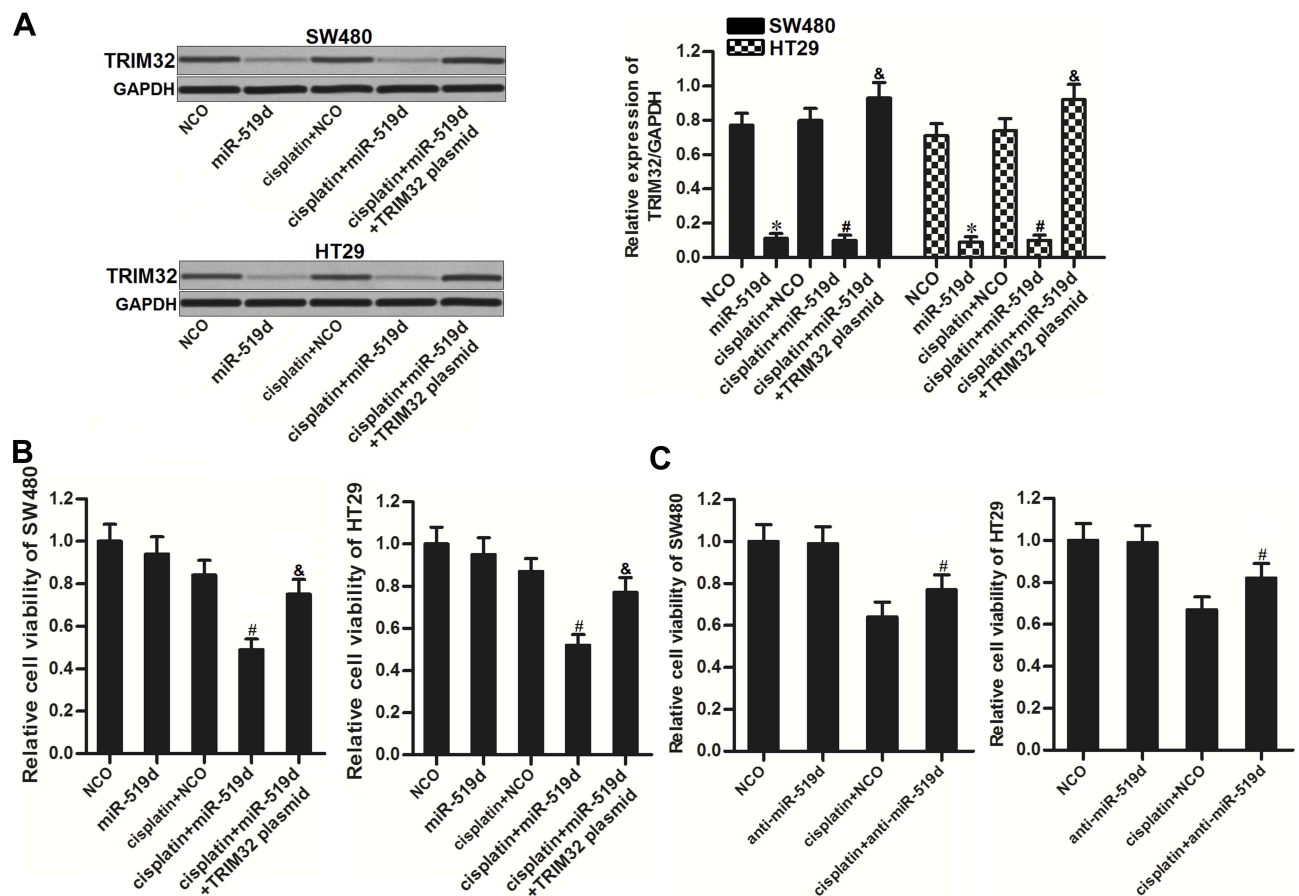 A
SW480
TRIM32
GAPDH
NCO
miR-519d
cisplatin+NCO
cisplatin+miR-519d
cisplatin+miR-519d
+TRIM32 plasmid
HT29
TRIM32
GAPDH
NCO
miR-519d
cisplatin+NCO
cisplatin+miR-519d
cisplatin+miR-519d
+TRIM32 plasmid
SW480
HT29
Relative expression of
TRIM32/GAPDH
1.2
1.0
0.8
0.6
0.4
0.2
0.0
*
#
&
*
#
&
NCO
miR-519d
cisplatin+NCO
cisplatin+miR-519d
cisplatin+miR-519d
+TRIM32 plasmid
NCO
miR-519d
cisplatin+NCO
cisplatin+miR-519d
cisplatin+miR-519d
+TRIM32 plasmid
B
Relative cell viability of SW480
1.2
1.0
0.8
0.6
0.4
0.2
0.0
#
&
NCO
miR-519d
cisplatin+NCO
cisplatin+miR-519d
cisplatin+miR-519d
+TRIM32 plasmid
Relative cell viability of HT29
1.2
1.0
0.8
0.6
0.4
0.2
0.0
#
&
NCO
miR-519d
cisplatin+NCO
cisplatin+miR-519d
cisplatin+miR-519d
+TRIM32 plasmid
C
Relative cell viability of SW480
1.2
1.0
0.8
0.6
0.4
0.2
0.0
#
NCO
anti-miR-519d
cisplatin+NCO
cisplatin+anti-miR-519d
Relative cell viability of HT29
1.2
1.0
0.8
0.6
0.4
0.2
0.0
#
NCO
anti-miR-519d
cisplatin+NCO
cisplatin+anti-miR-519d